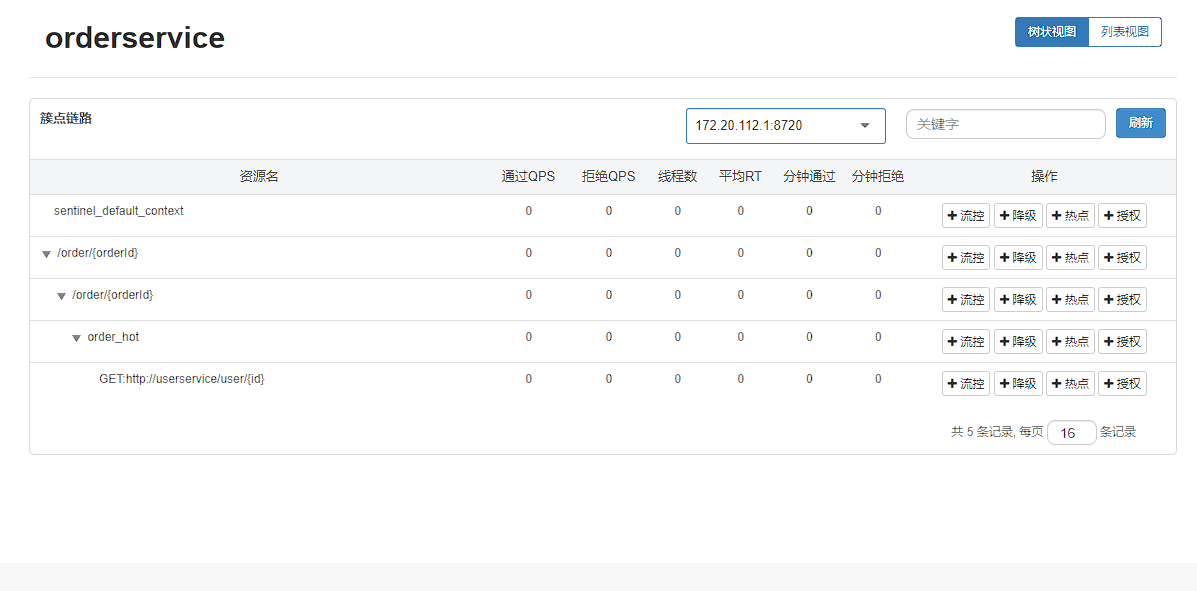 orderservice
树状视图 列表视图
簇点链路 172.20.112.1:8720 关键字 刷新
资源名 通过QPS 拒绝QPS 线程数 平均RT 分钟通过 分钟拒绝 操作
sentinel_default_context 0 0 0 0 0 0 +流控 +降级 +热点 +授权
/order/{orderId} 0 0 0 0 0 0 +流控 +降级 +热点 +授权
/order/{orderId} 0 0 0 0 0 0 +流控 +降级 +热点 +授权
order_hot 0 0 0 0 0 0 +流控 +降级 +热点 +授权
GET:http://userservice/user/{id} 0 0 0 0 0 0 +流控 +降级 +热点 +授权
共 5 条记录, 每页 16 条记录